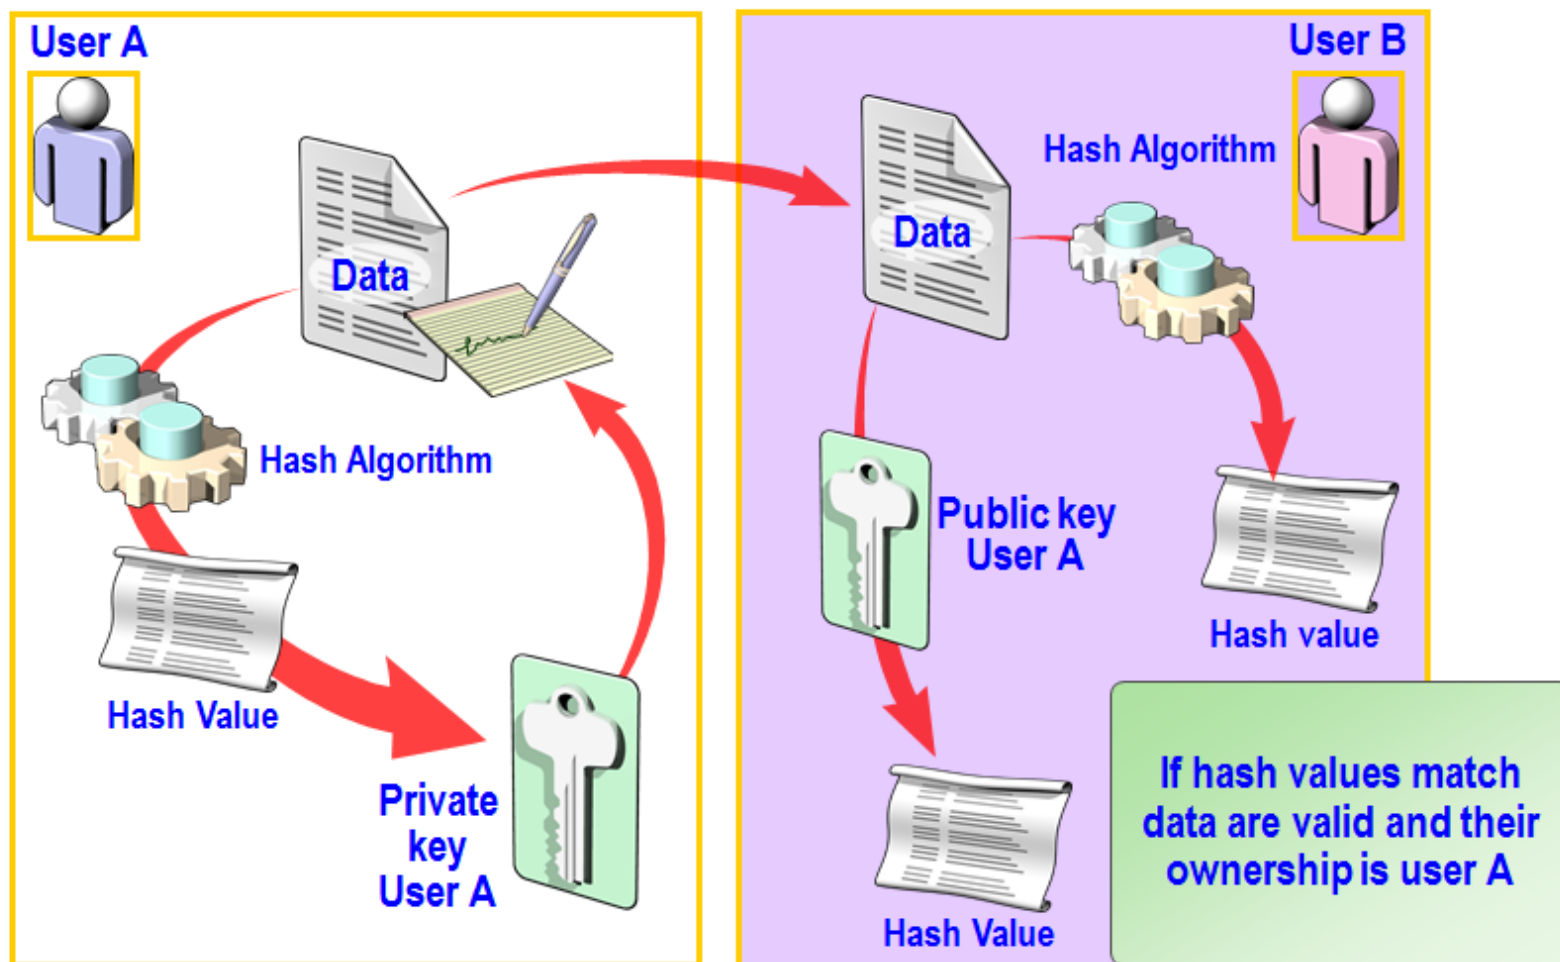 User A
Data
Hash Algorithm
Hash Value
Private
key
User A
User B
Hash Algorithm
Data
Public key
User A
Hash value
Hash Value
If hash values match
data are valid and their
ownership is user A